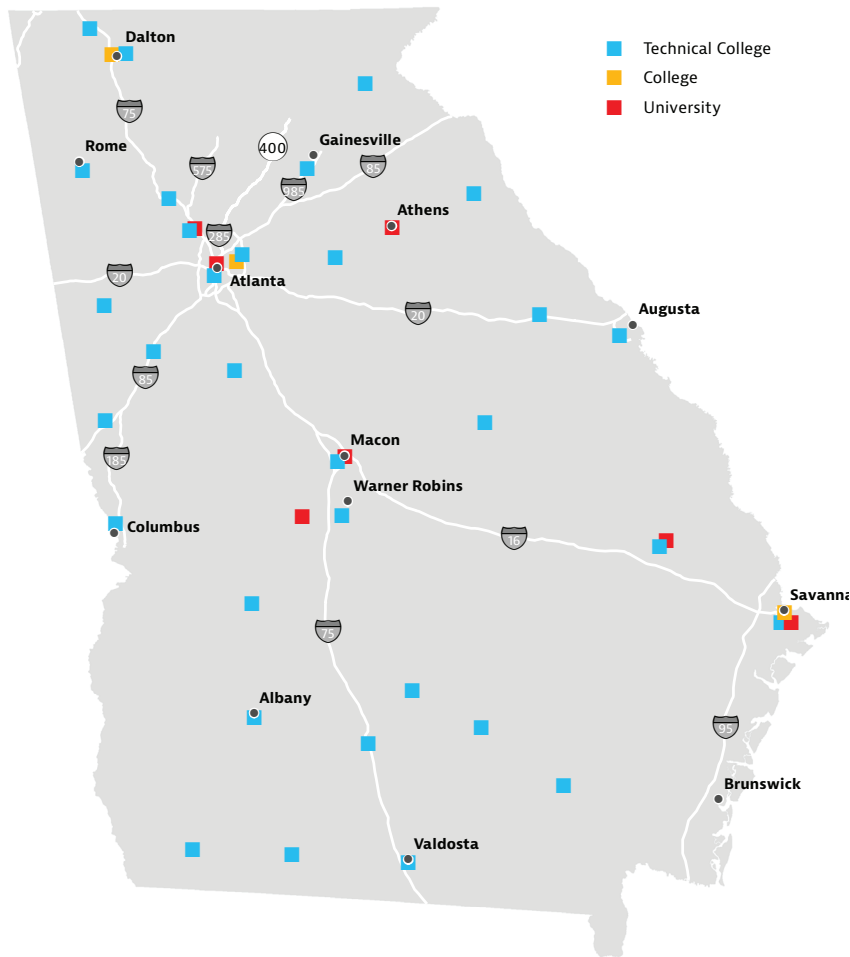 Dalton
Technical College
College
University
75
Rome
400
Gainesville
575
85
985
Athens
285
20
Atlanta
20
Augusta
85
Macon
185
Warner Robins
Columbus
16
Savanna
75
Albany
95
Brunswick
Valdosta